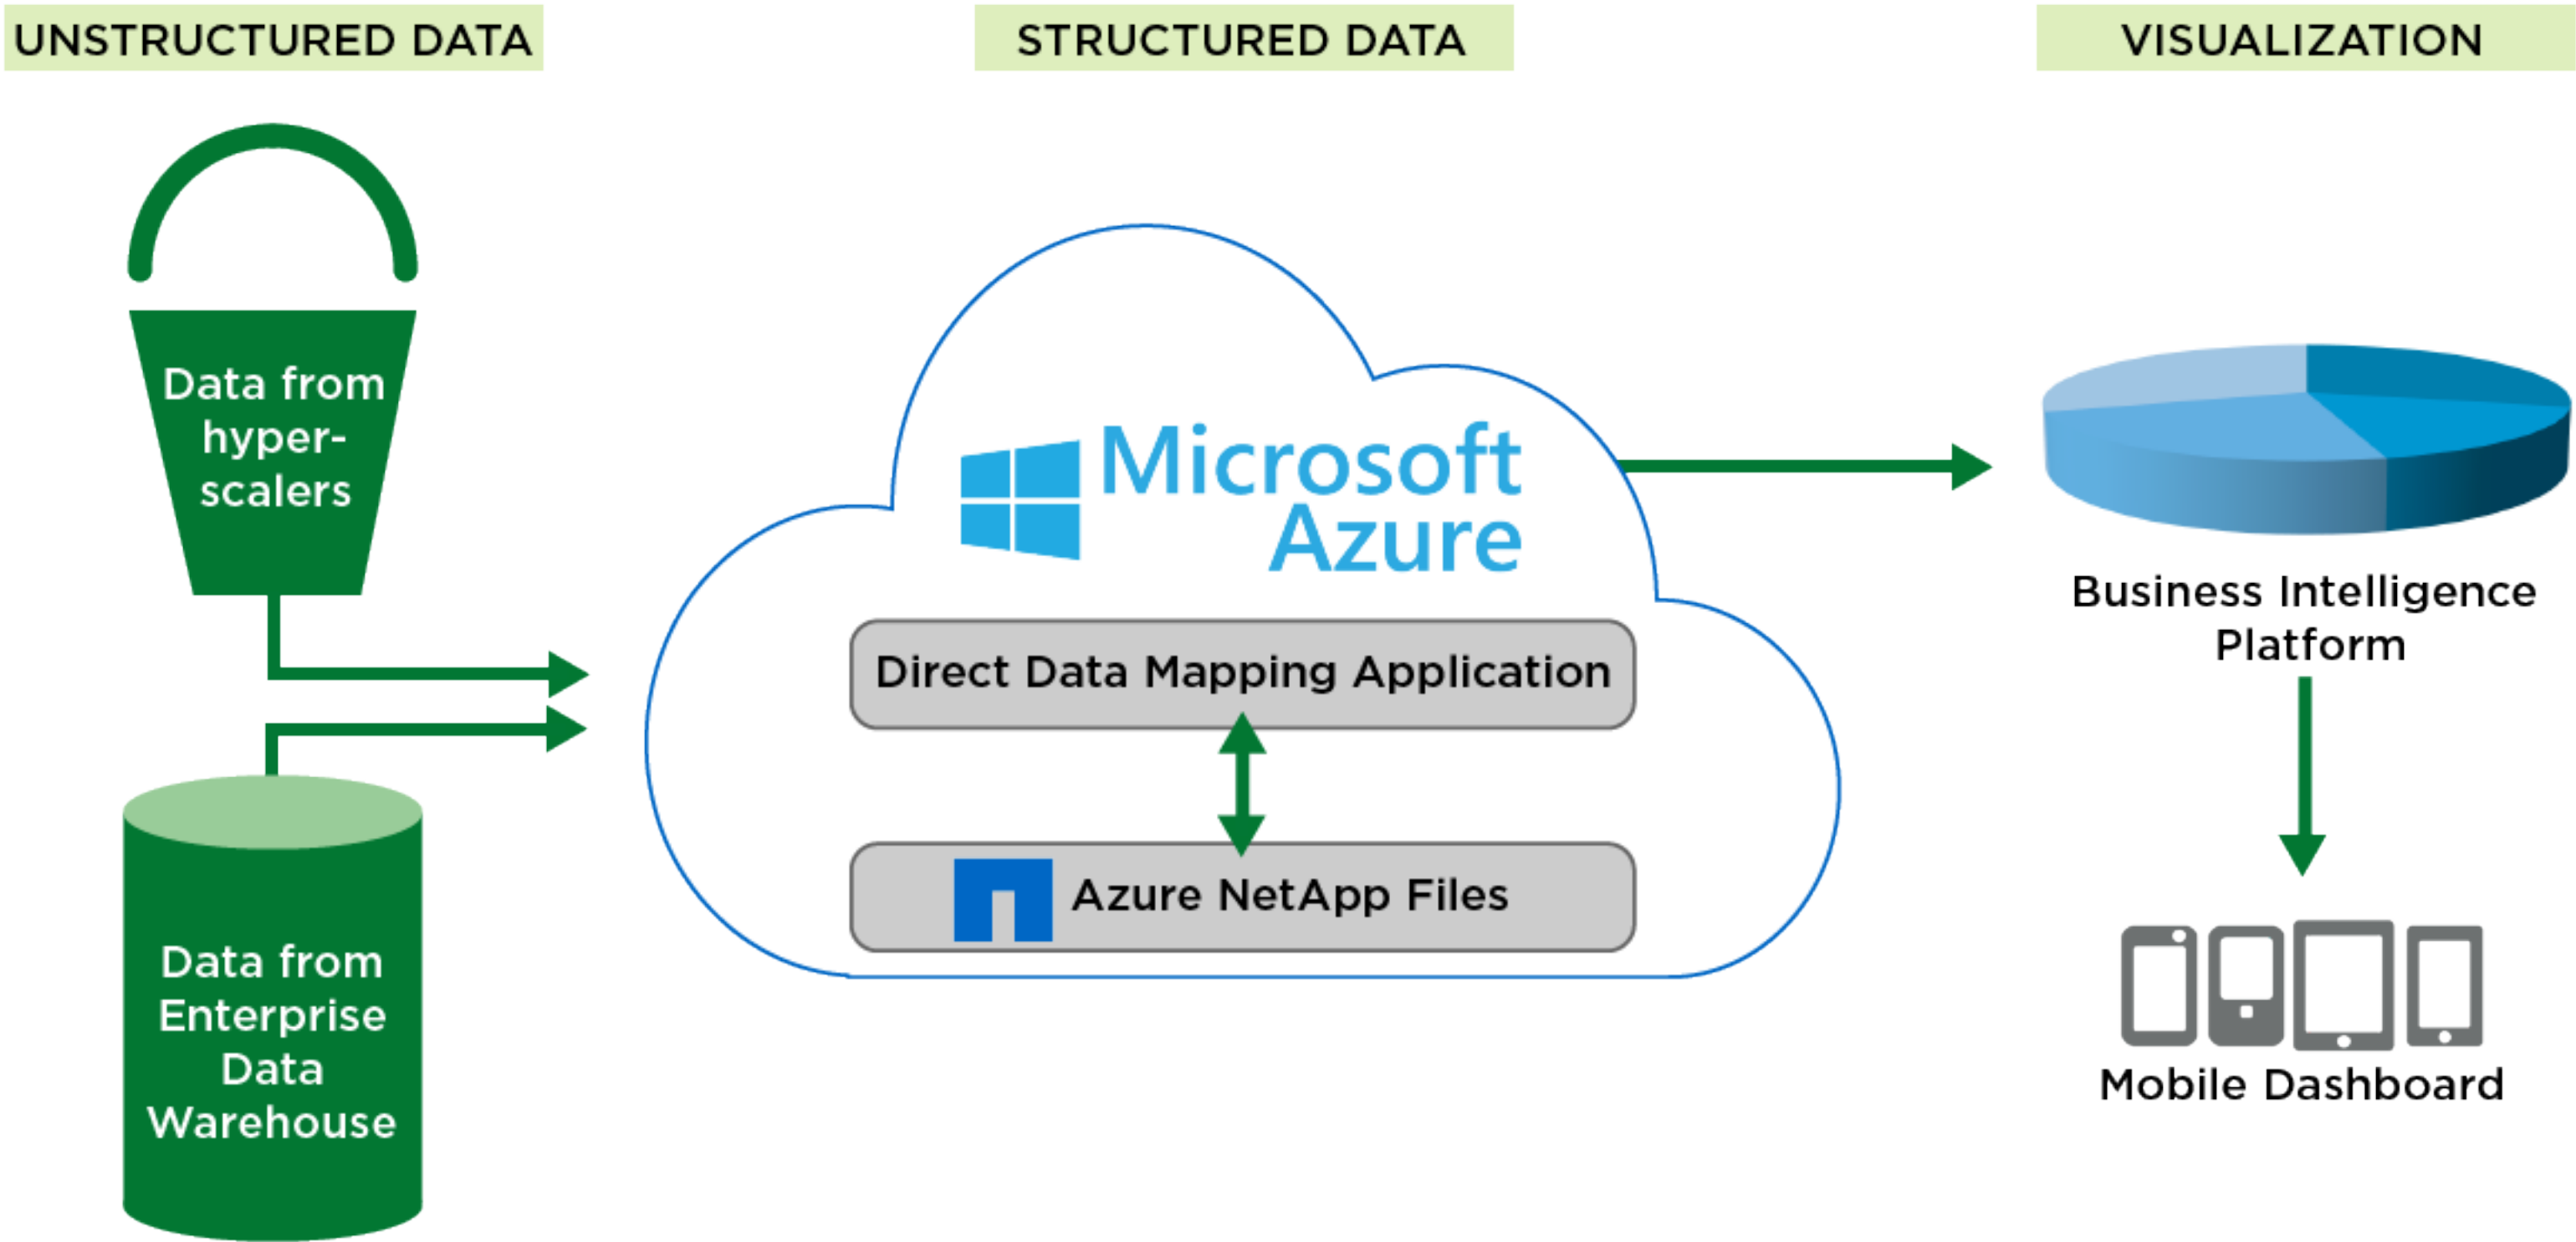 UNSTRUCTURED DATA
STRUCTURED DATA
VISUALIZATION
Data from
hyper-
scalers
Data from
Enterprise
Data
Warehouse
Microsoft
Azure
Direct Data Mapping Application
Azure NetApp Files
Business Intelligence
Platform
Mobile Dashboard